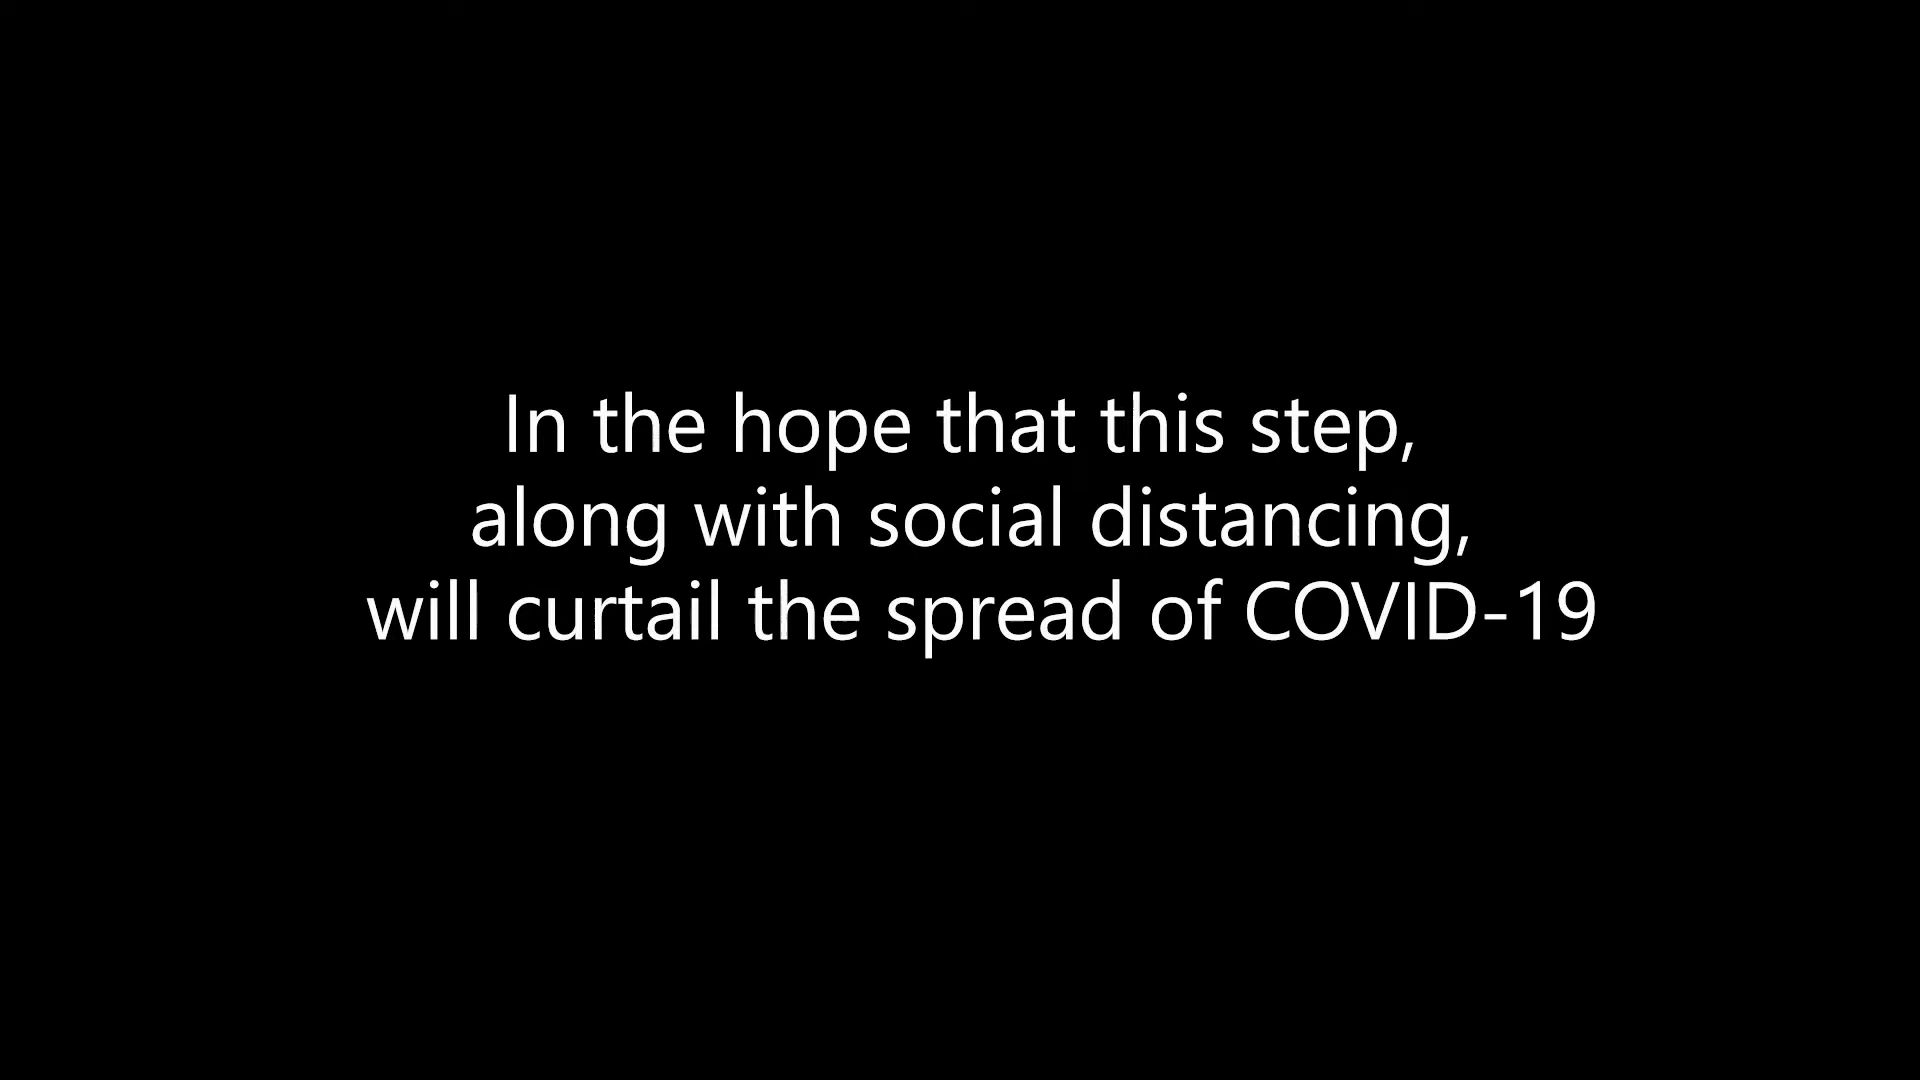 In the hope that this step,
along with social distancing,
will curtail the spread of COVID-19